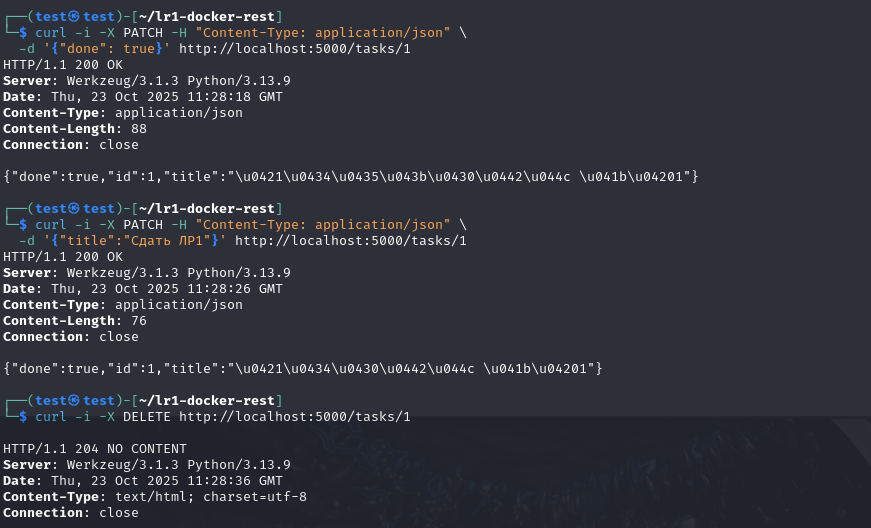 ┌──(test㉿test)-[~/lr1-docker-rest]
└─$ curl -i -X PATCH -H "Content-Type: application/json" \
  -d '{"done": true}' http://localhost:5000/tasks/1
HTTP/1.1 200 OK
Server: Werkzeug/3.1.3 Python/3.13.9
Date: Thu, 23 Oct 2025 11:28:18 GMT
Content-Type: application/json
Content-Length: 88
Connection: close

{"done":true,"id":1,"title":"\u0421\u0434\u0435\u043b\u0430\u0442\u044c \u041b\u04201"}

┌──(test㉿test)-[~/lr1-docker-rest]
└─$ curl -i -X PATCH -H "Content-Type: application/json" \
  -d '{"title":"Сдать ЛР1"}' http://localhost:5000/tasks/1
HTTP/1.1 200 OK
Server: Werkzeug/3.1.3 Python/3.13.9
Date: Thu, 23 Oct 2025 11:28:26 GMT
Content-Type: application/json
Content-Length: 76
Connection: close

{"done":true,"id":1,"title":"\u0421\u0434\u0430\u0442\u044c \u041b\u04201"}

┌──(test㉿test)-[~/lr1-docker-rest]
└─$ curl -i -X DELETE http://localhost:5000/tasks/1

HTTP/1.1 204 NO CONTENT
Server: Werkzeug/3.1.3 Python/3.13.9
Date: Thu, 23 Oct 2025 11:28:36 GMT
Content-Type: text/html; charset=utf-8
Connection: close